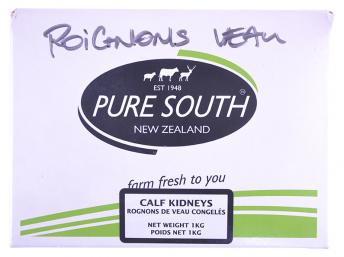 ROIGNONS VEAU
EST 1948
PURE SOUTH
NEW ZEALAND
farm fresh to you
CALF KIDNEYS
ROGNONS DE VEAU CONGELÉS
NET WEIGHT 1KG
POIDS NET 1KG